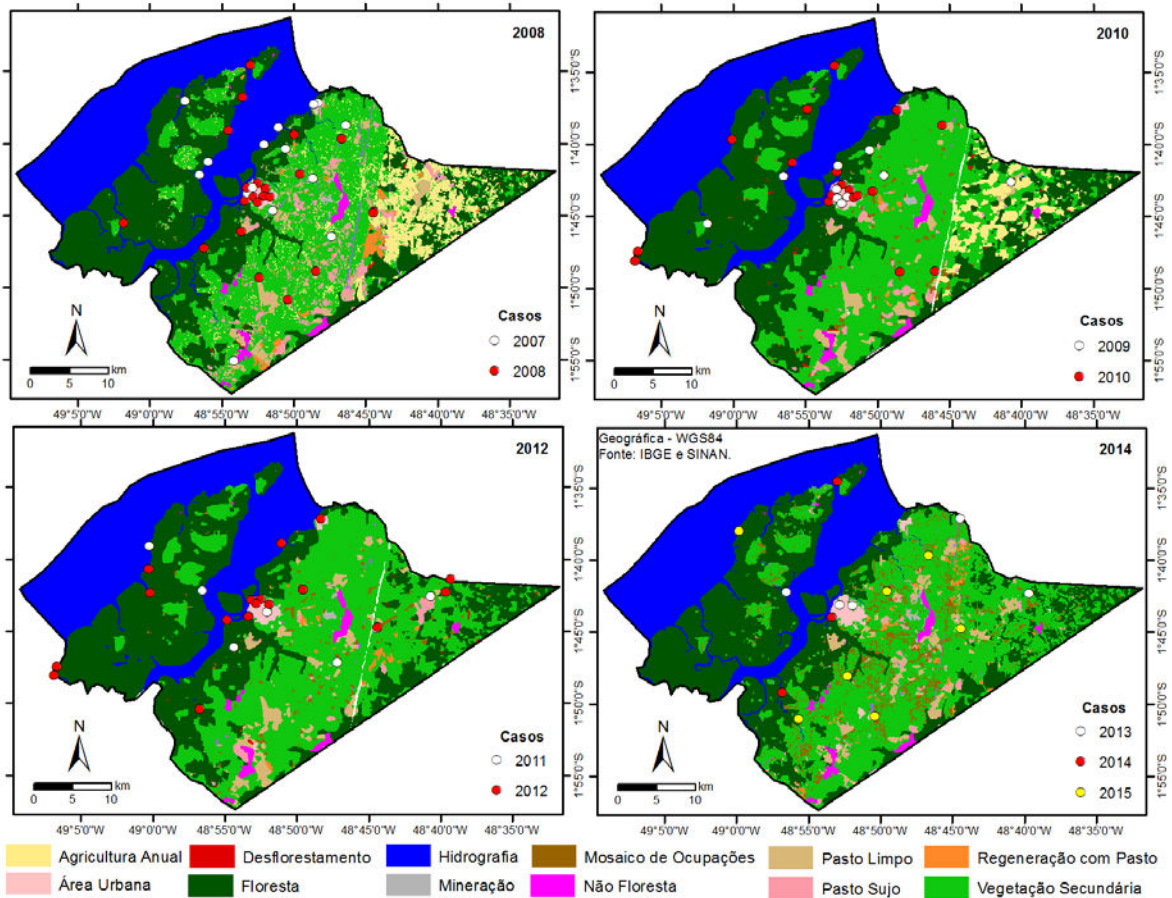 2008
1°35'0"S
1°40'0"S
1°45'0"S
1°50'0"S
1°55'0"S
N
0 5 10
km
Casos
2007
2008
49°5'0"W 49°0'0"W 48°55'0"W 48°50'0"W 48°45'0"W 48°40'0"W 48°35'0"W
2010
1°35'0"S
1°40'0"S
1°45'0"S
1°50'0"S
1°55'0"S
N
0 5 10
km
Casos
2009
2010
49°5'0"W 49°0'0"W 48°55'0"W 48°50'0"W 48°45'0"W 48°40'0"W 48°35'0"W
2012
1°35'0"S
1°40'0"S
1°45'0"S
1°50'0"S
1°55'0"S
N
0 5 10
km
Casos
2011
2012
49°5'0"W 49°0'0"W 48°55'0"W 48°50'0"W 48°45'0"W 48°40'0"W 48°35'0"W
Geográfica - WGS84
Fonte: IBGE e SINAN.
2014
1°35'0"S
1°40'0"S
1°45'0"S
1°50'0"S
1°55'0"S
N
0 5 10
km
Casos
2013
2014
2015
49°5'0"W 49°0'0"W 48°55'0"W 48°50'0"W 48°45'0"W 48°40'0"W 48°35'0"W
Agricultura Anual Desflorestamento Hidrografia Mosaico de Ocupações Pasto Limpo Regeneração com Pasto
Área Urbana Floresta Mineração Não Floresta Pasto Sujo Vegetação Secundária